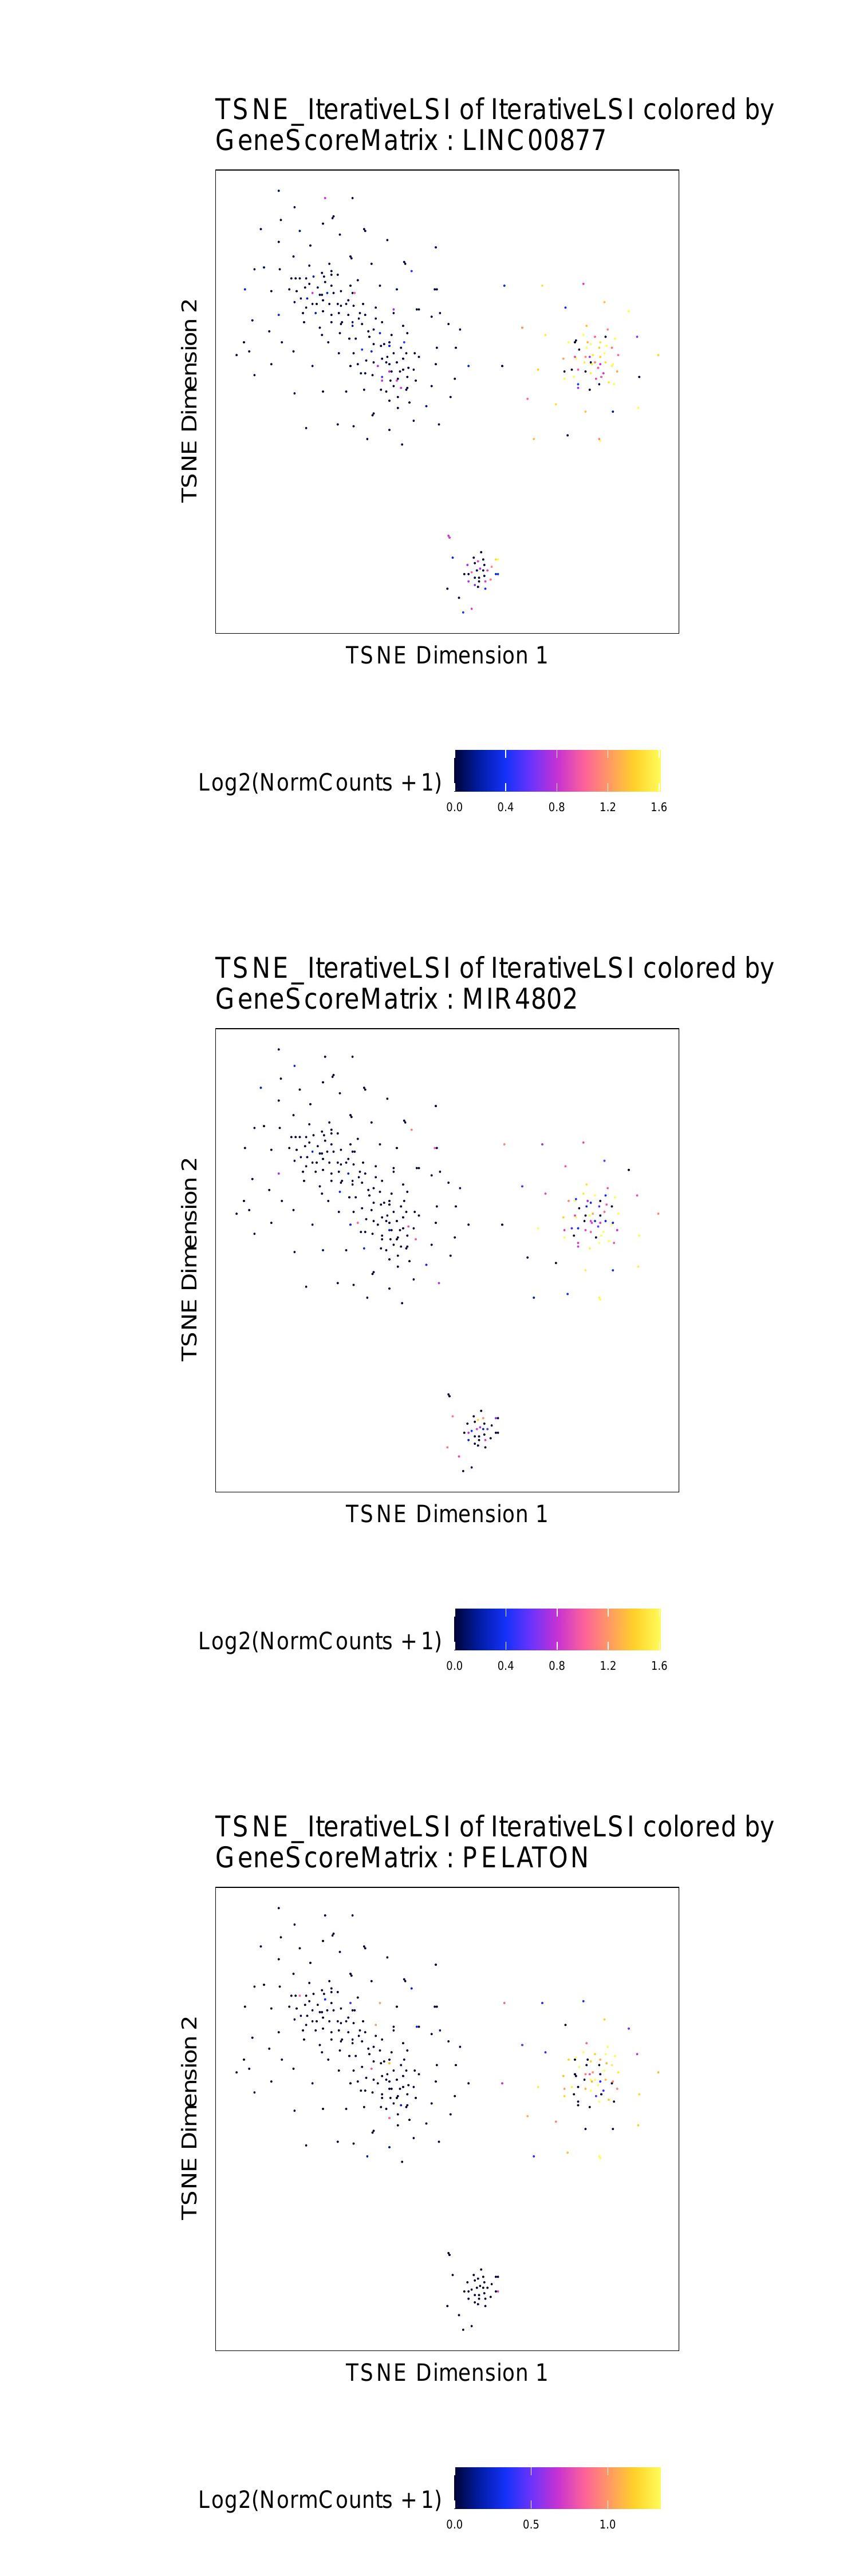 TSNE_IterativeLSI of IterativeLSI colored by
GeneScoreMatrix : LINC00877
TSNE Dimension 2
TSNE Dimension 1
Log2(NormCounts + 1)
0.0 0.4 0.8 1.2 1.6
TSNE_IterativeLSI of IterativeLSI colored by
GeneScoreMatrix : MIR4802
TSNE Dimension 2
TSNE Dimension 1
Log2(NormCounts + 1)
0.0 0.4 0.8 1.2 1.6
TSNE_IterativeLSI of IterativeLSI colored by
GeneScoreMatrix : PELATON
TSNE Dimension 2
TSNE Dimension 1
Log2(NormCounts + 1)
0.0 0.5 1.0